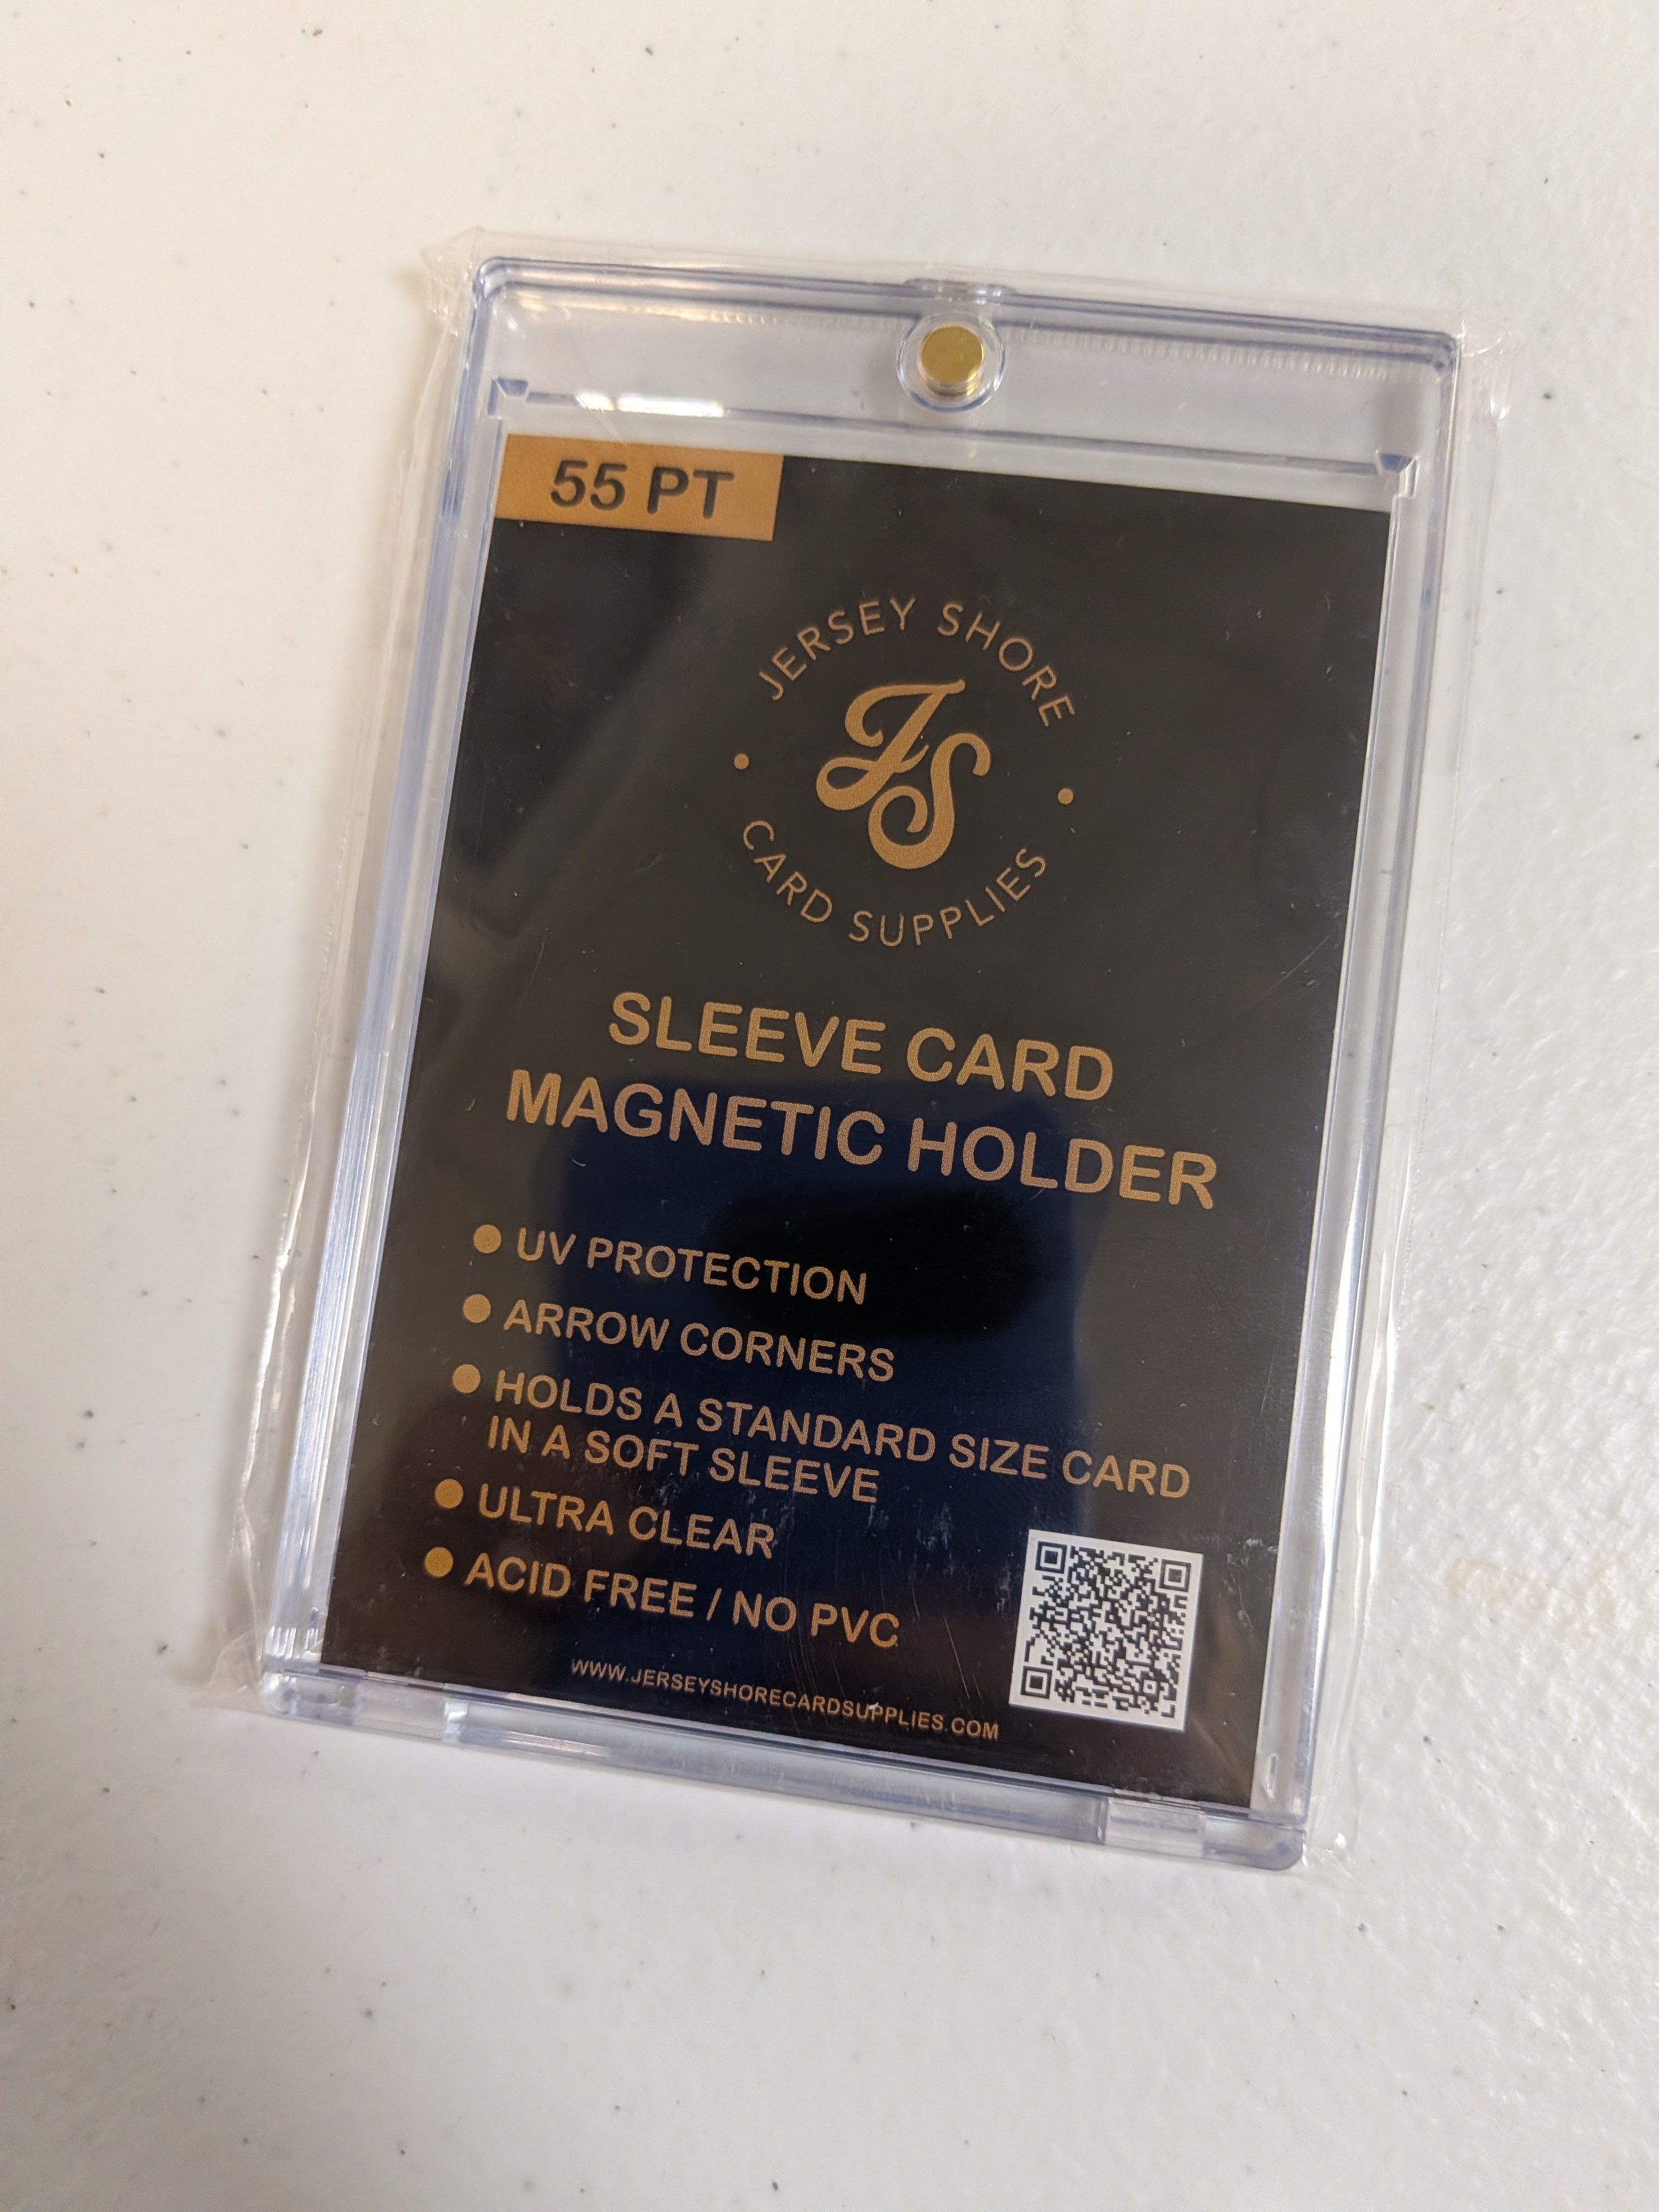 55 PT
JERSEY SHORE
JS
CARD SUPPLIES
SLEEVE CARD
MAGNETIC HOLDER
● UV PROTECTION
● ARROW CORNERS
● HOLDS A STANDARD SIZE CARD
IN A SOFT SLEEVE
● ULTRA CLEAR
● ACID FREE / NO PVC
WWW.JERSEYSHORECARDSUPPLIES.COM